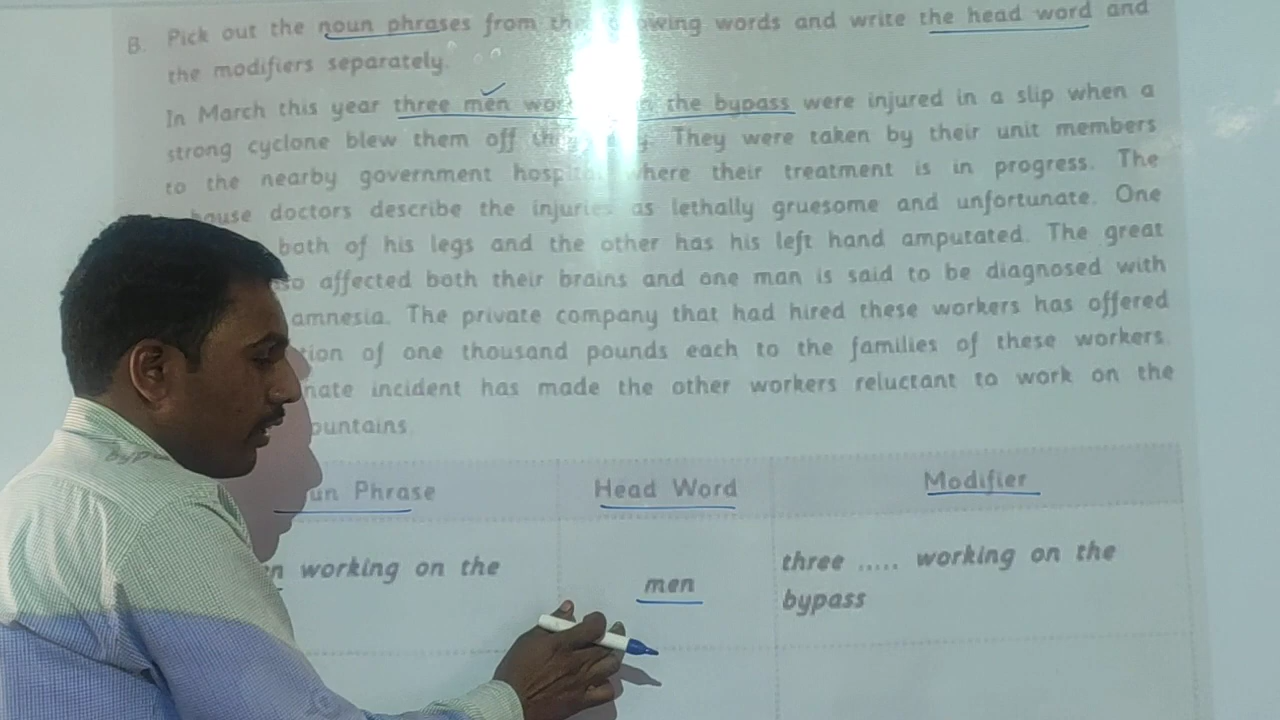 B. Pick out the noun phrases from the wing words and write the head word and
the modifiers separately.
In March this year three men the bypass were injured in a slip when a
strong cyclone blew them off They were taken by their unit members
to the nearby government where their treatment is in progress. The
house doctors describe the injuries as lethally gruesome and unfortunate. One
both of his legs and the other has his left hand amputated. The great
affected both their brains and one man is said to be diagnosed with
amnesia. The private company that had hired these workers has offered
tion of one thousand pounds each to the families of these workers.
nate incident has made the other workers reluctant to work on the
ountains.
un Phrase Head Word Modifier
working on the men three ..... working on the
bypass